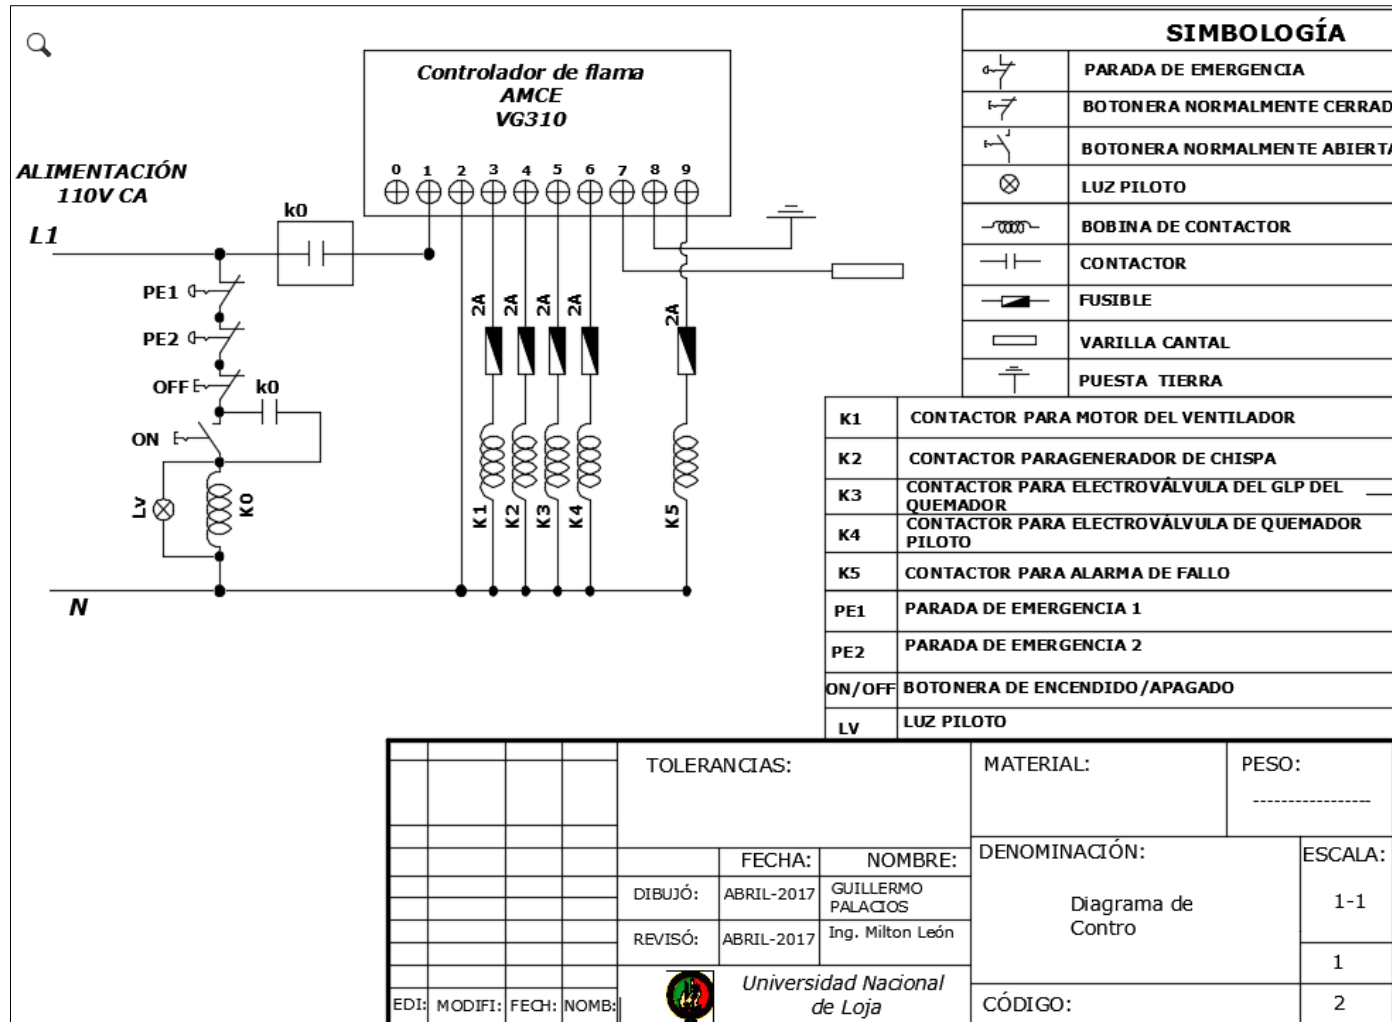 Controlador de flama
AMCE
VG310
0 1 2 3 4 5 6 7 8 9
ALIMENTACIÓN
110V CA
L1
k0
PE1
PE2
OFF
k0
ON
LV
K0
N
2A 2A 2A 2A 2A
K1 K2 K3 K4 K5
SIMBOLOGÍA
PARADA DE EMERGENCIA
BOTONERA NORMALMENTE CERRAD
BOTONERA NORMALMENTE ABIERTA
LUZ PILOTO
BOBINA DE CONTACTOR
CONTACTOR
FUSIBLE
VARILLA CANTAL
PUESTA TIERRA
K1 CONTACTOR PARA MOTOR DEL VENTILADOR
K2 CONTACTOR PARAGENERADOR DE CHISPA
K3 CONTACTOR PARA ELECTROVÁLVULA DEL GLP DEL
QUEMADOR
K4 CONTACTOR PARA ELECTROVÁLVULA DE QUEMADOR
PILOTO
K5 CONTACTOR PARA ALARMA DE FALLO
PE1 PARADA DE EMERGENCIA 1
PE2 PARADA DE EMERGENCIA 2
ON/OFF BOTONERA DE ENCENDIDO/APAGADO
LV LUZ PILOTO
TOLERANCIAS:
MATERIAL:
PESO:
-----------------
FECHA: NOMBRE:
DIBUJÓ: ABRIL-2017 GUILLERMO
PALACIOS
REVISÓ: ABRIL-2017 Ing. Milton León
DENOMINACIÓN:
Diagrama de
Contro
ESCALA:
1-1
1
EDI: MODIFI: FECH: NOMB:
Universidad Nacional
de Loja
CÓDIGO:
2